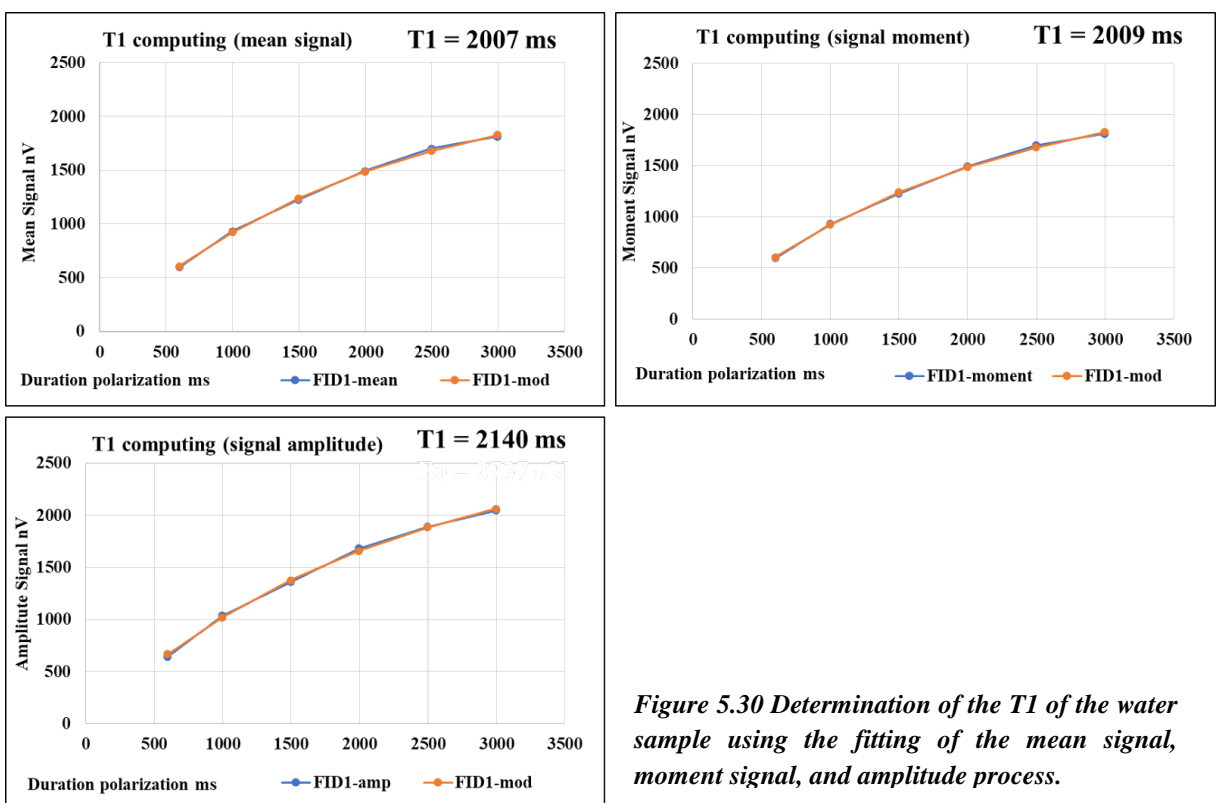 T1 computing (mean signal) T1 = 2007 ms
2500
2000
1500
1000
500
0
Mean Signal nV
0 500 1000 1500 2000 2500 3000 3500
Duration polarization ms FID1-mean FID1-mod
T1 computing (signal moment) T1 = 2009 ms
2500
2000
1500
1000
500
0
Moment Signal nV
0 500 1000 1500 2000 2500 3000 3500
Duration polarization ms FID1-moment FID1-mod
T1 computing (signal amplitude) T1 = 2140 ms
2500
2000
1500
1000
500
0
Amplitute Signal nV
0 500 1000 1500 2000 2500 3000 3500
Duration polarization ms FID1-amp FID1-mod
Figure 5.30 Determination of the T1 of the water
sample using the fitting of the mean signal,
moment signal, and amplitude process.